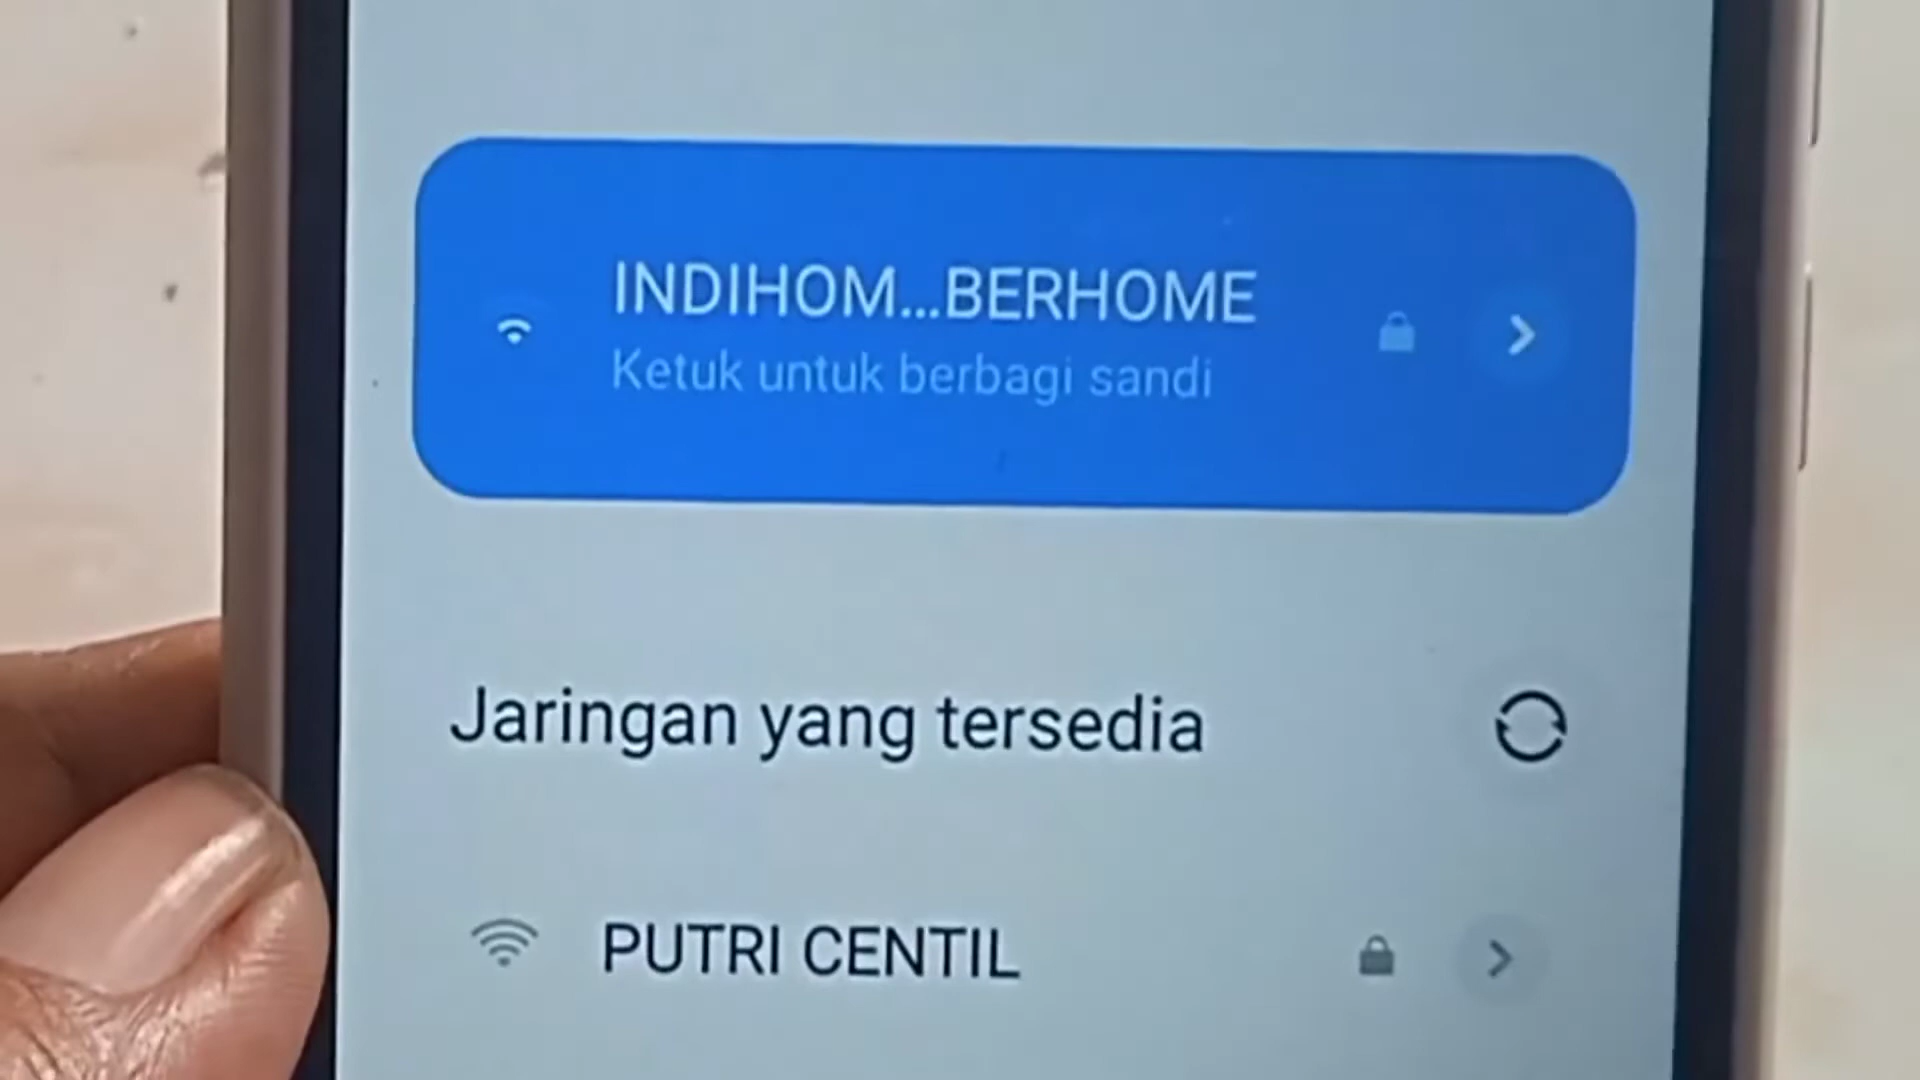 INDIHOM...BERHOME
Ketuk untuk berbagi sandi
Jaringan yang tersedia
PUTRI CENTIL